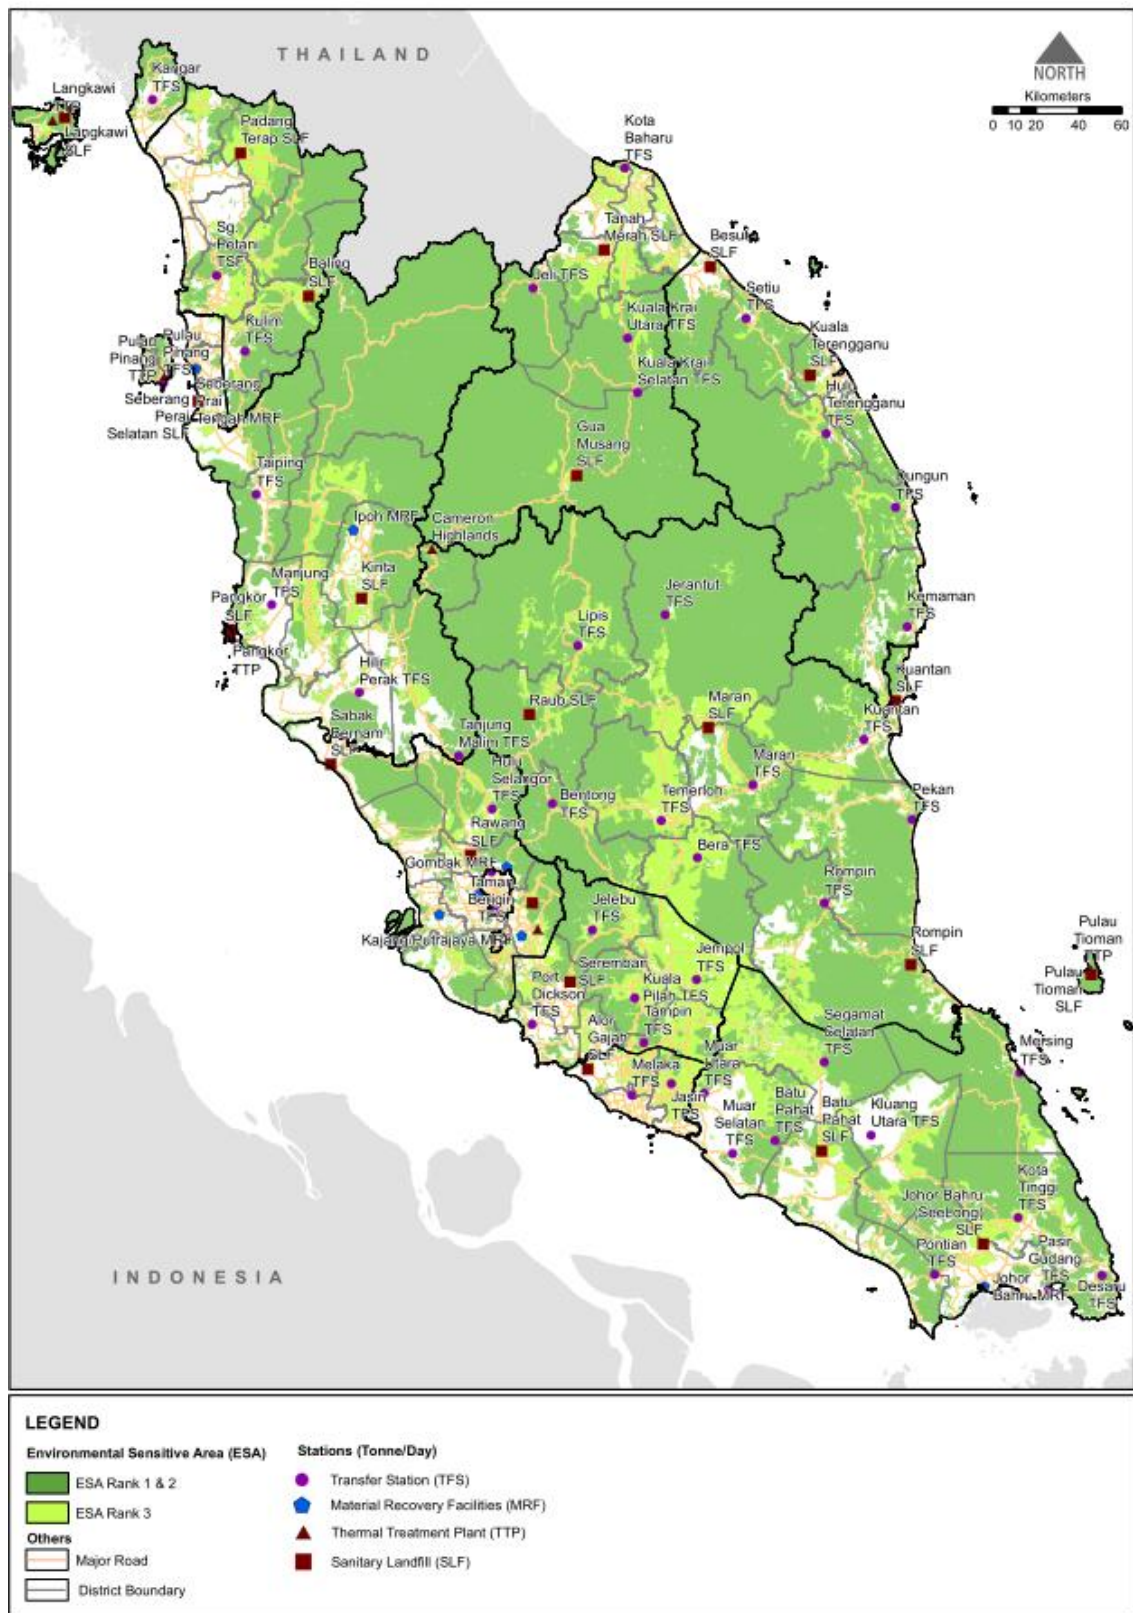 THAILAND
NORTH
Kilometers
0 10 20 40 60
Kangar
TFS
Langkawi
TTP
Langkawi
SLF
Padang
Terap SLF
Kota
Baharu
TFS
Sg.
Petani
TSF
Baling
SLF
Tanah
Merah SLF
Besut
SLF
Jeli TFS
Setiu
TFS
Kuala Krai
Utara TFS
Kuala
Terengganu
SLF
Kulim
TFS
Pulau
Pinang
TTP
Pulau
Pinang
TFS
Kuala Krai
Selatan TFS
Hulu
Terengganu
TFS
Seberang
Perai
Selatan SLF
Seberang
Prai
Tengah MRF
Gua
Musang
SLF
Taiping
TFS
Dungun
TFS
Ipoh MRF
Cameron
Highlands
Kinta
SLF
Manjung
TFS
Pangkor
SLF
Pangkor
TTP
Jerantut
TFS
Kemaman
TFS
Lipis
TFS
Hilir
Perak TFS
Kuantan
SLF
Kuantan
TFS
Raub SLF
Maran
SLF
Sabak
Bernam
SLF
Tanjung
Malim TFS
Maran
TFS
Hulu
Selangor
TFS
Bentong
TFS
Temerloh
TFS
Pekan
TFS
Rawang
SLF
Gombak MRF
Bera TFS
Taman
Berigin
TFS
Rompin
TFS
Jelebu
TFS
Kajang/Putrajaya MRF
Rompin
SLF
Pulau
Tioman
TTP
Pulau
Tioman
SLF
Jempol
TFS
Seremban
SLF
Port
Dickson
TFS
Kuala
Pilah TFS
Tampin
TFS
Alor
Gajah
SLF
Segamat
Selatan
TFS
Mersing
TFS
Muar
Utara
TFS
Melaka
TFS
Jasin
TFS
Muar
Selatan
TFS
Batu
Pahat
TFS
Batu
Pahat
SLF
Kluang
Utara TFS
Kota
Tinggi
TFS
Johor Bahru
(SeeLong)
SLF
Pontian
TFS
Pasir
Gudang
TFS
Johor
Bahru MRF
Desaru
TFS
INDONESIA
LEGEND
Environmental Sensitive Area (ESA)
ESA Rank 1 & 2
ESA Rank 3
Others
Major Road
District Boundary
Stations (Tonne/Day)
Transfer Station (TFS)
Material Recovery Facilities (MRF)
Thermal Treatment Plant (TTP)
Sanitary Landfill (SLF)